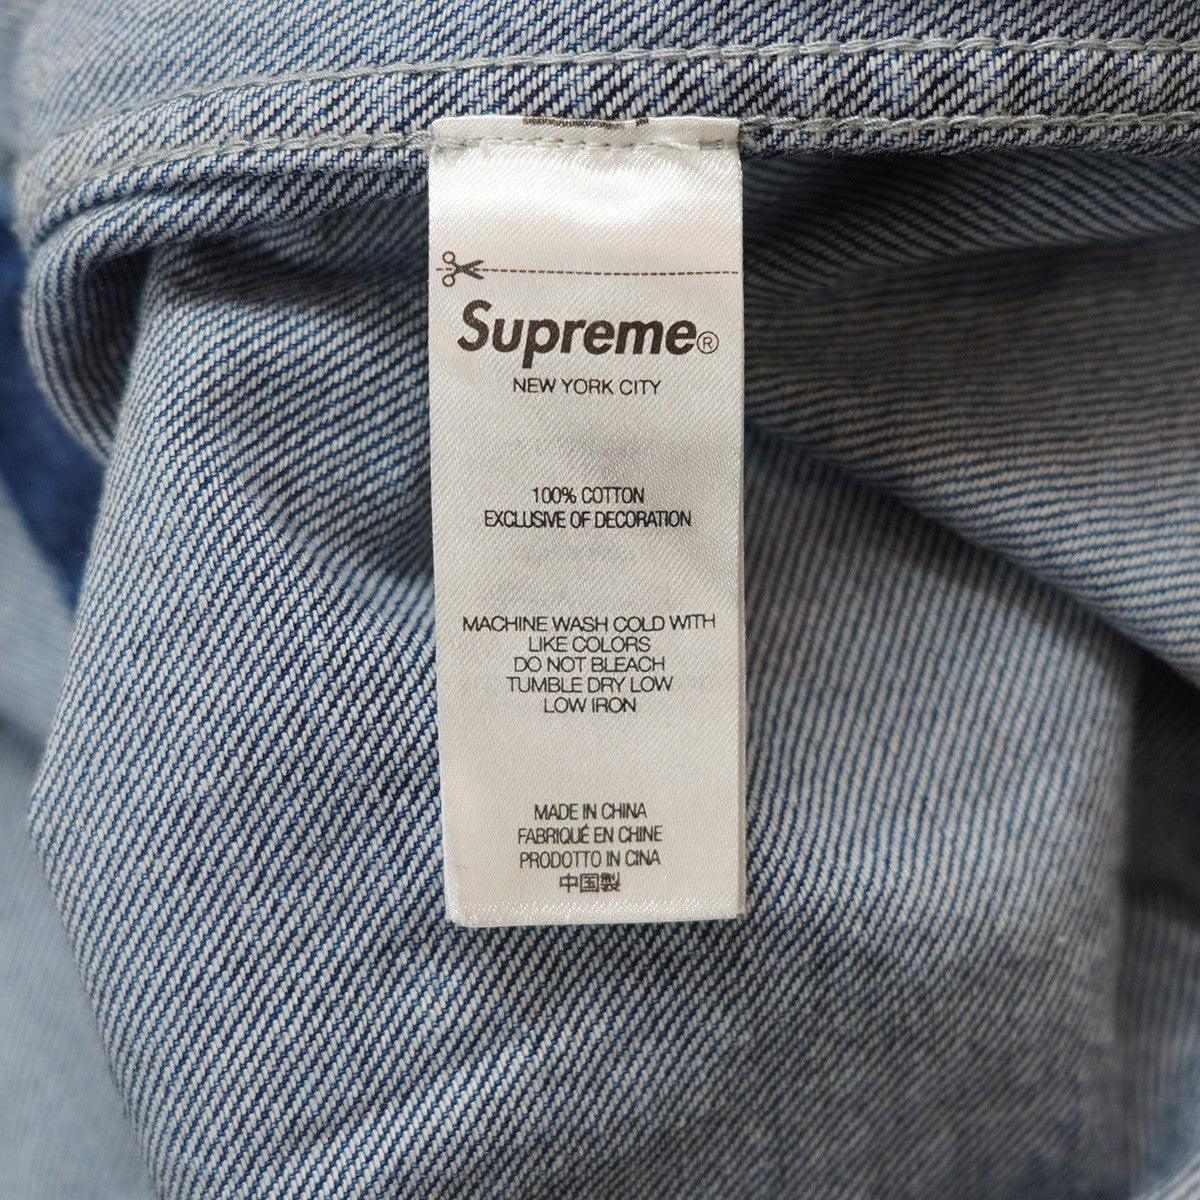 Supreme®
NEW YORK CITY
100% COTTON
EXCLUSIVE OF DECORATION
MACHINE WASH COLD WITH
LIKE COLORS
DO NOT BLEACH
TUMBLE DRY LOW
LOW IRON
MADE IN CHINA
FABRIQUÉ EN CHINE
PRODOTTO IN CINA
中国製